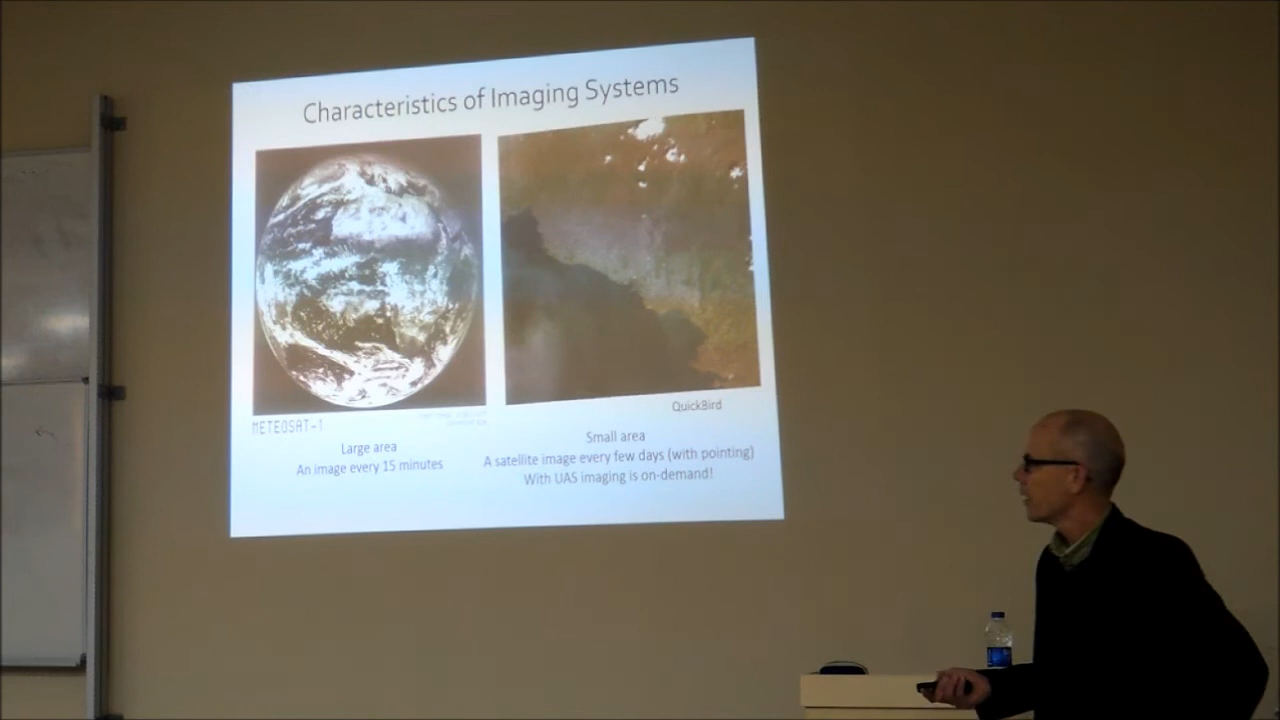 Characteristics of Imaging Systems
METEOSAT-1
Large area
An image every 15 minutes
QuickBird
Small area
A satellite image every few days (with pointing)
With UAS imaging is on-demand!